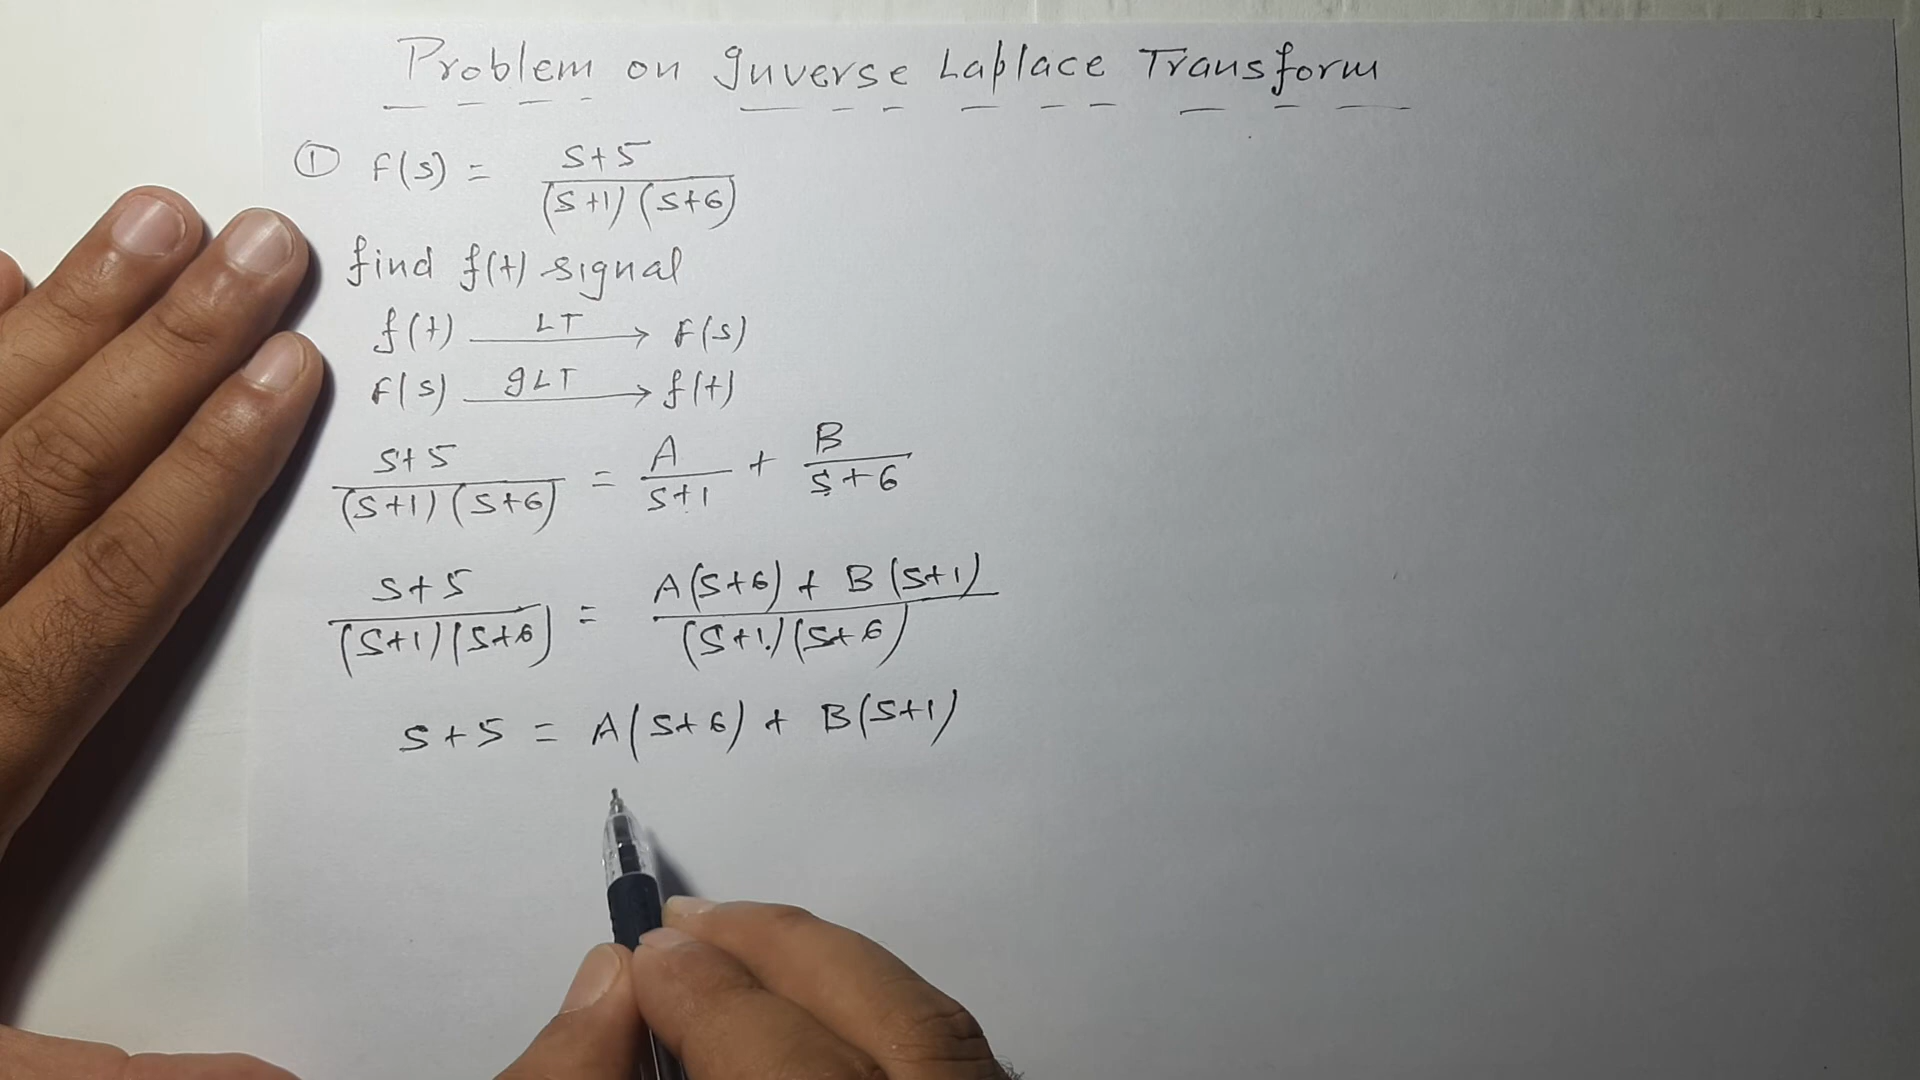 Problem on Inverse Laplace Transform
① F(s) = s+5 / (s+1)(s+6)
find f(t) signal
f(t) LT → F(s)
F(s) ILT → f(t)
s+5 / (s+1)(s+6) = A / s+1 + B / s+6
s+5 / (s+1)(s+6) = A(s+6) + B(s+1) / (s+1)(s+6)
s+5 = A(s+6) + B(s+1)